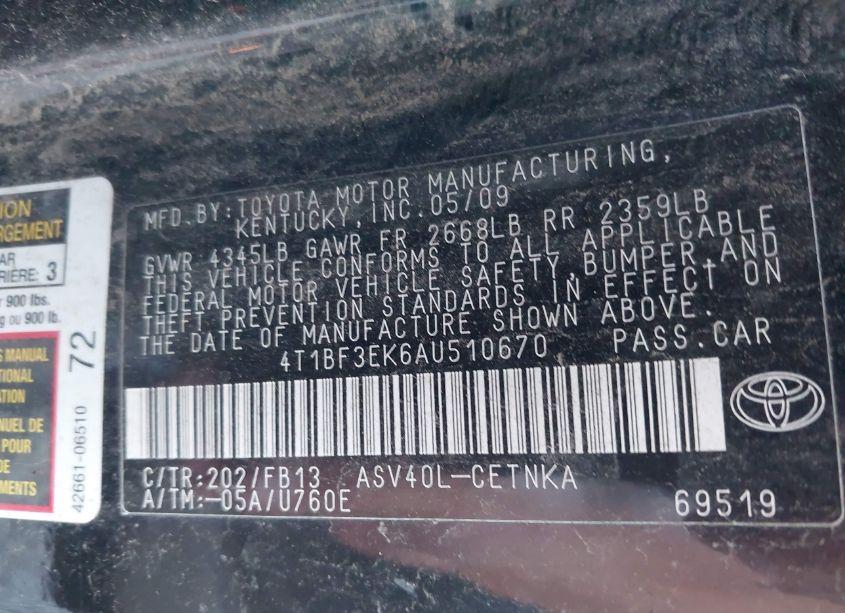 ION
RGEMENT
AR
RIÈRE: 3
r 900 lbs.
g ou 900 lb.
S MANUAL
TIONAL
ATION
NUEL DE
POUR
DE
EMENTS
72
42661-06510
MFD.BY:TOYOTA MOTOR MANUFACTURING,
KENTUCKY,INC.05/09
GVWR 4345LB GAWR FR 2668LB RR 2359LB
THIS VEHICLE CONFORMS TO ALL APPLICABLE
FEDERAL MOTOR VEHICLE SAFETY,BUMPER,AND
THEFT PREVENTION STANDARDS IN EFFECT ON
THE DATE OF MANUFACTURE SHOWN ABOVE.
4T1BF3EK6AU510670 PASS.CAR
C/TR:202/FB13 ASV40L-CETNKA
A/TM:-05A/U760E
69519